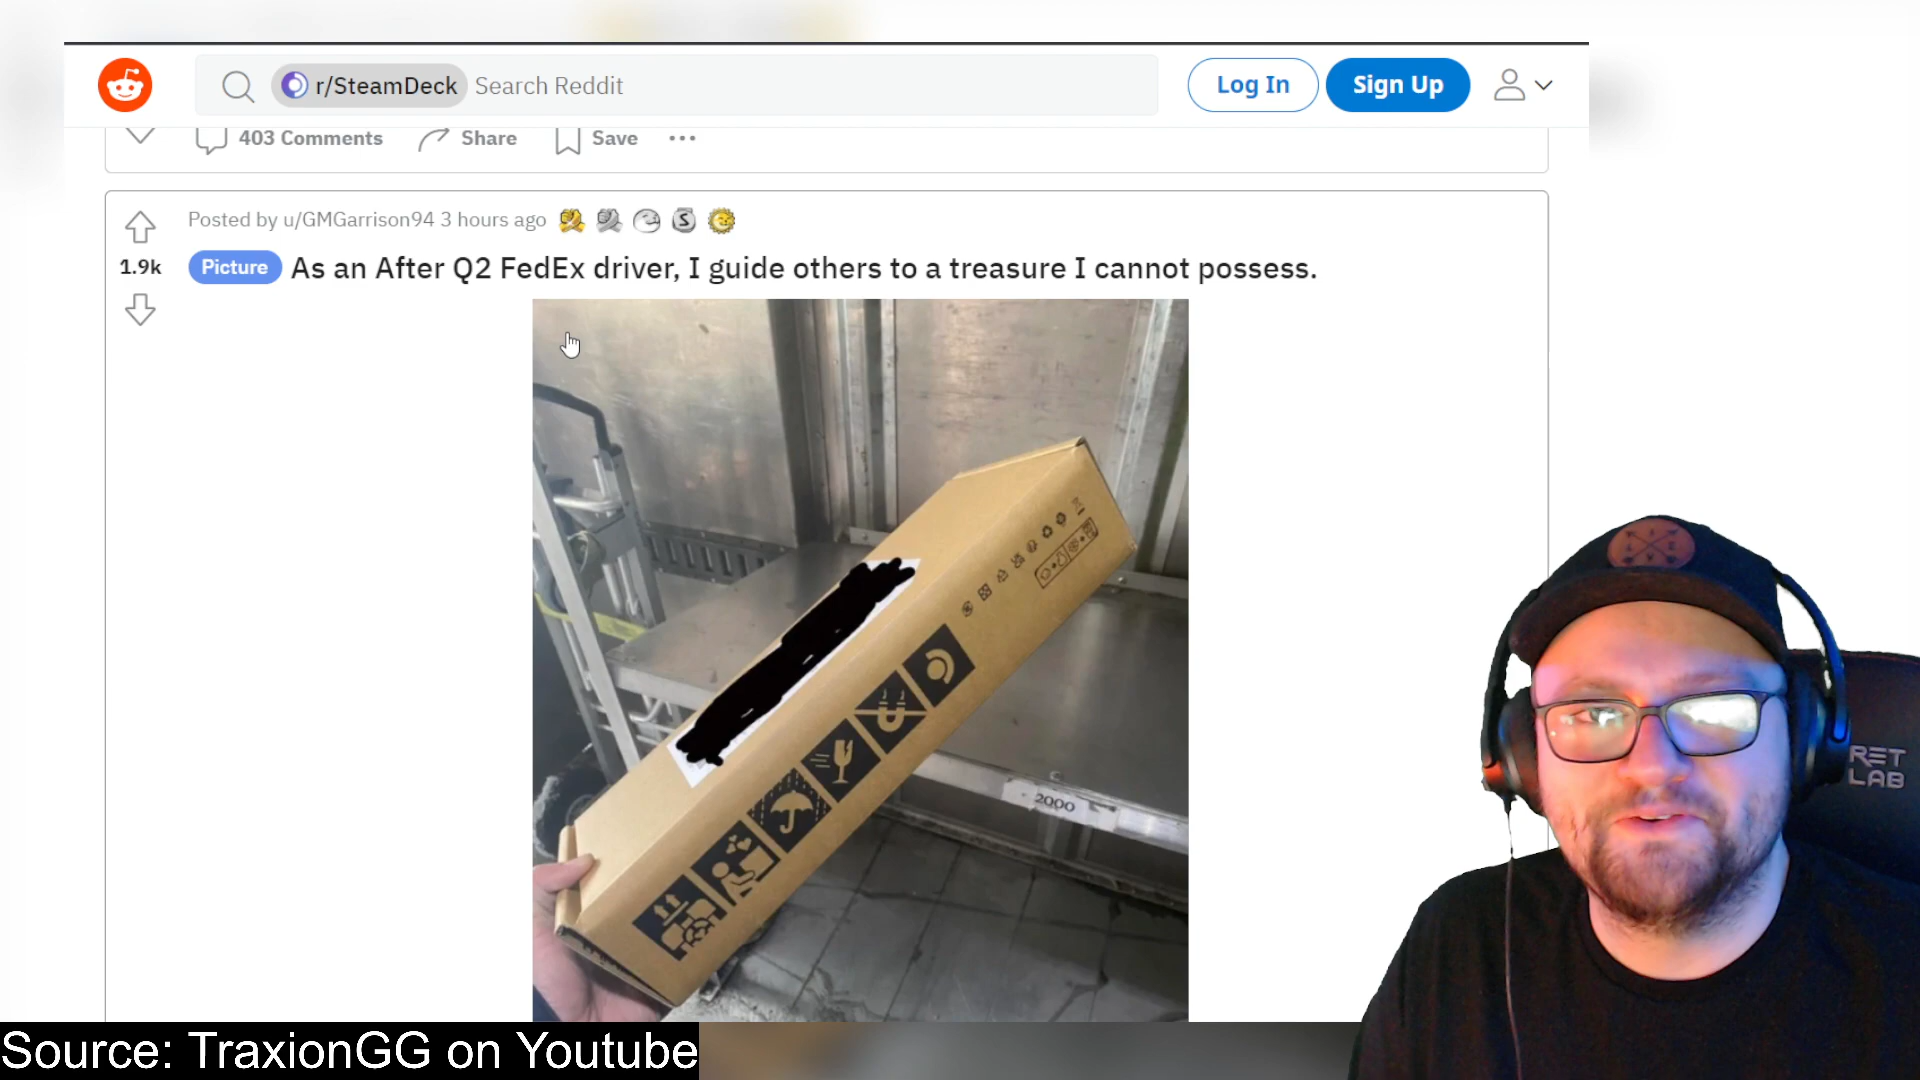 r/SteamDeck Search Reddit
Log In
Sign Up
403 Comments
Share
Save
Posted by u/GMGarrison94 3 hours ago
1.9k
Picture As an After Q2 FedEx driver, I guide others to a treasure I cannot possess.
2000
RET
LAB
Source: TraxionGG on Youtube